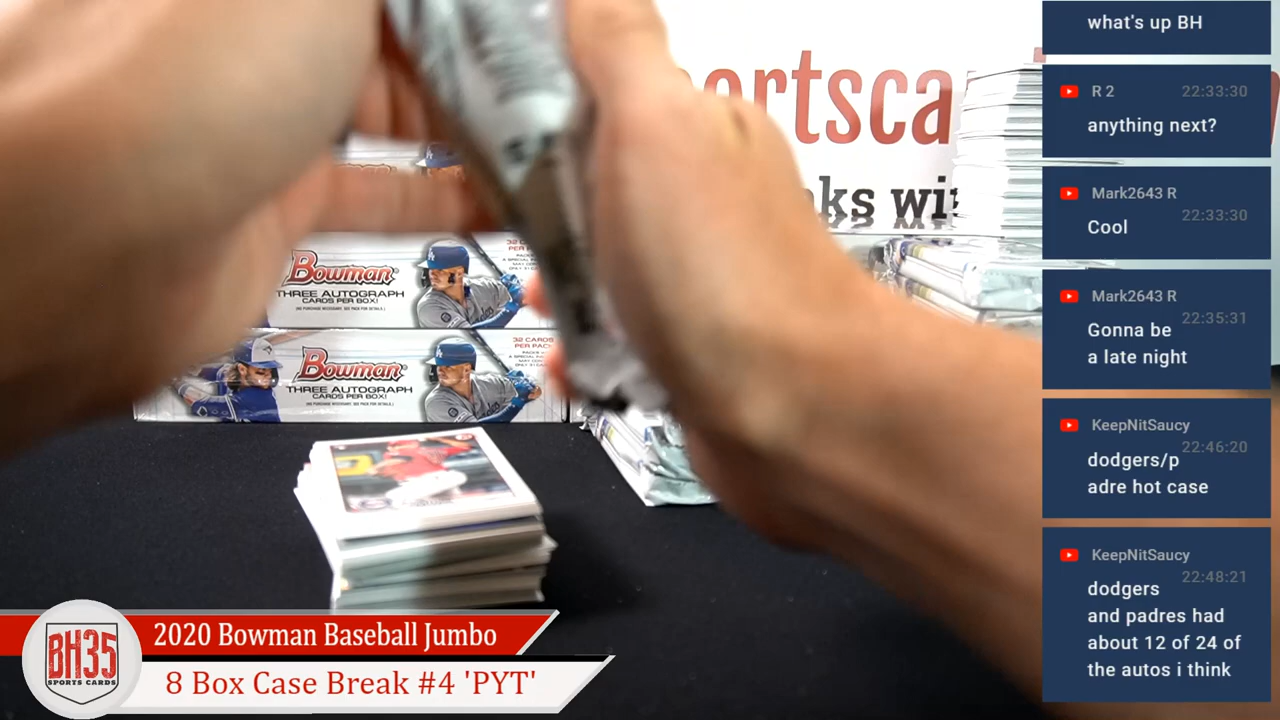 what's up BH
R 2 22:33:30
anything next?
Mark2643 R 22:33:30
Cool
Mark2643 R 22:35:31
Gonna be
a late night
KeepNitSaucy 22:46:20
dodgers/p
adre hot case
KeepNitSaucy 22:48:21
dodgers
and padres had
about 12 of 24 of
the autos i think
ortsca
ks wi
Bowman
THREE AUTOGRAPH
CARDS PER BOX!
Bowman
THREE AUTOGRAPH
CARDS PER BOX!
32 CARDS
PER PACK
BH35
SPORTS CARDS
2020 Bowman Baseball Jumbo
8 Box Case Break #4 'PYT'